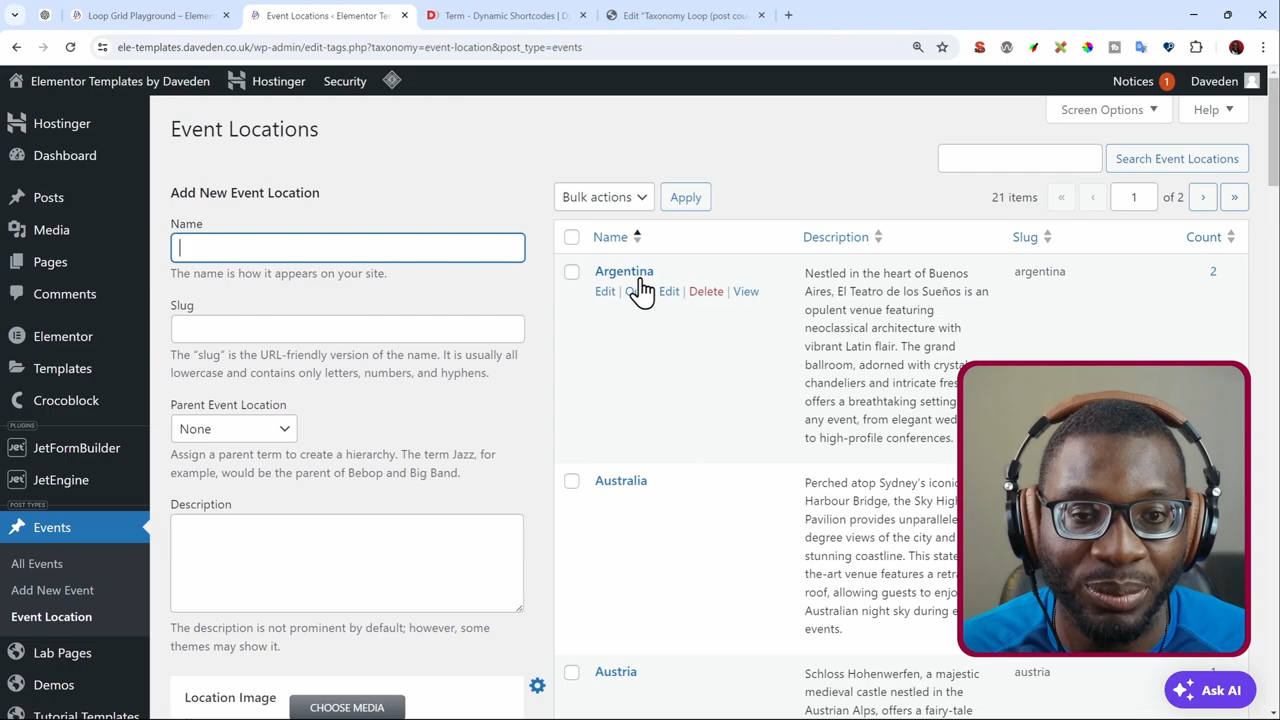 Loop Grid Playground – Elemen
Event Locations ‹ Elementor Tem
Term - Dynamic Shortcodes | D
Edit "Taxonomy Loop (post cou
ele-templates.daveden.co.uk/wp-admin/edit-tags.php?taxonomy=event-location&post_type=events
Elementor Templates by Daveden
Hostinger
Security
Notices 1
Daveden
Hostinger
Dashboard
Posts
Media
Pages
Comments
Elementor
Templates
Crocoblock
PLUGINS
JetFormBuilder
JetEngine
POST TYPES
Events
All Events
Add New Event
Event Location
Lab Pages
Demos
Tutorial Templates
Screen Options
Help
Event Locations
Search Event Locations
Add New Event Location
Name
The name is how it appears on your site.
Slug
The “slug” is the URL-friendly version of the name. It is usually all
lowercase and contains only letters, numbers, and hyphens.
Parent Event Location
None
Assign a parent term to create a hierarchy. The term Jazz, for
example, would be the parent of Bebop and Big Band.
Description
The description is not prominent by default; however, some
themes may show it.
Location Image
CHOOSE MEDIA
Bulk actions
Apply
21 items « ‹ 1 of 2 › »
Name Description Slug Count
Argentina
Edit | Edit | Delete | View
Nestled in the heart of Buenos
Aires, El Teatro de los Sueños is an
opulent venue featuring
neoclassical architecture with
vibrant Latin flair. The grand
ballroom, adorned with crysta
chandeliers and intricate fres
offers a breathtaking setting
any event, from elegant wed
to high-profile conferences.
argentina
2
Australia
Perched atop Sydney’s iconic
Harbour Bridge, the Sky High
Pavilion provides unparallele
degree views of the city and
stunning coastline. This state
the-art venue features a retra
roof, allowing guests to enjo
Australian night sky during e
events.
Austria
Schloss Hohenwerfen, a majestic
medieval castle nestled in the
Austrian Alps, offers a fairy-tale
austria
Ask AI